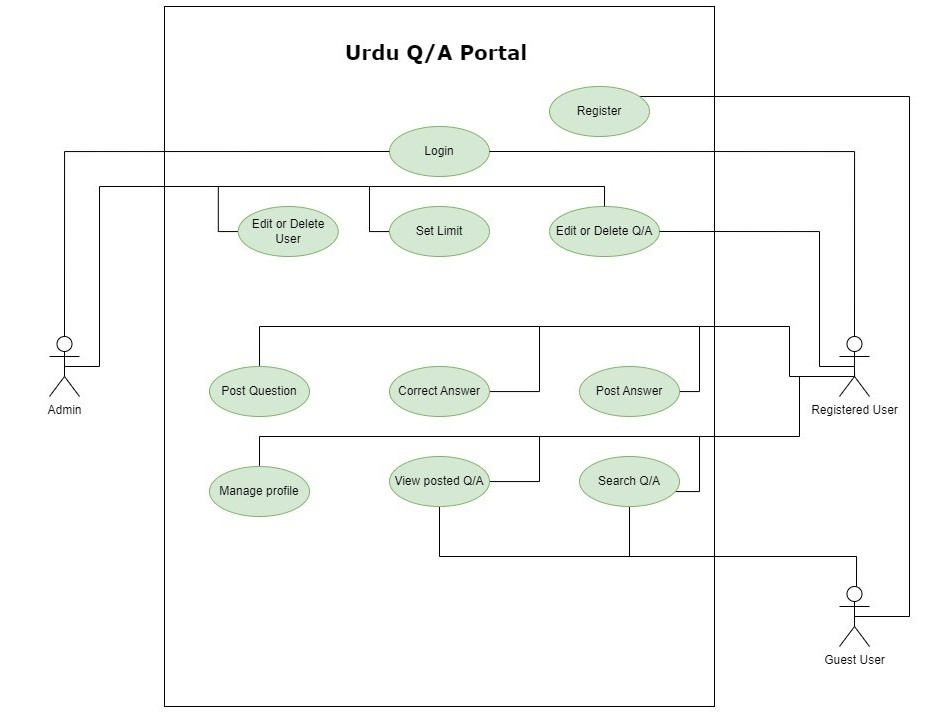 Urdu Q/A Portal
Register
Login
Edit or Delete
User
Set Limit
Edit or Delete Q/A
Post Question
Correct Answer
Post Answer
Admin
Registered User
Manage profile
View posted Q/A
Search Q/A
Guest User